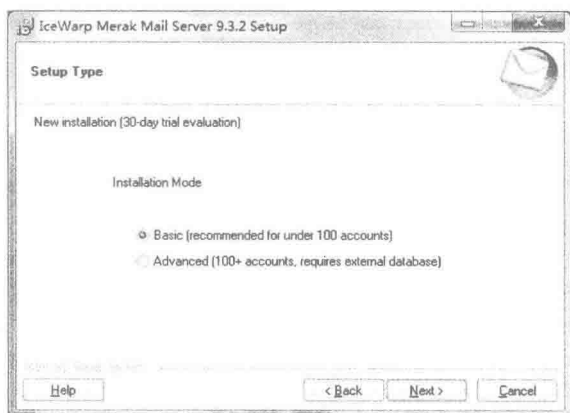 IceWarp Merak Mail Server 9.3.2 Setup
Setup Type
New installation (30-day trial evaluation)
Installation Mode
Basic (recommended for under 100 accounts)
Advanced (100+ accounts, requires external database)
Help
< Back
Next >
Cancel